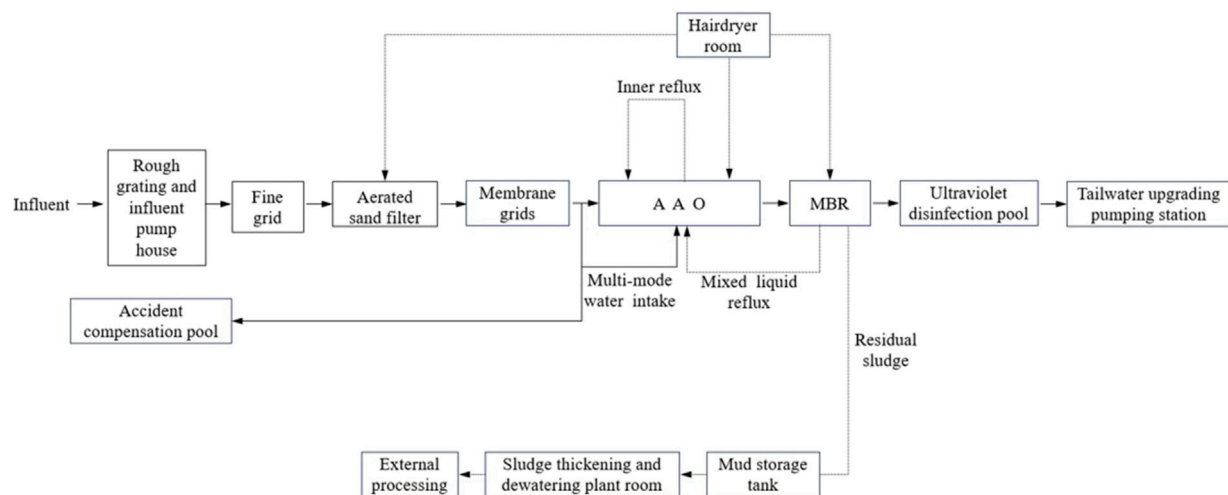 Hairdryer
room
Inner reflux
Influent
Rough
grating and
influent
pump
house
Fine
grid
Aerated
sand filter
Membrane
grids
A A O
MBR
Ultraviolet
disinfection pool
Tailwater upgrading
pumping station
Multi-mode
water intake
Mixed liquid
reflux
Accident
compensation pool
Residual
sludge
External
processing
Sludge thickening and
dewatering plant room
Mud storage
tank